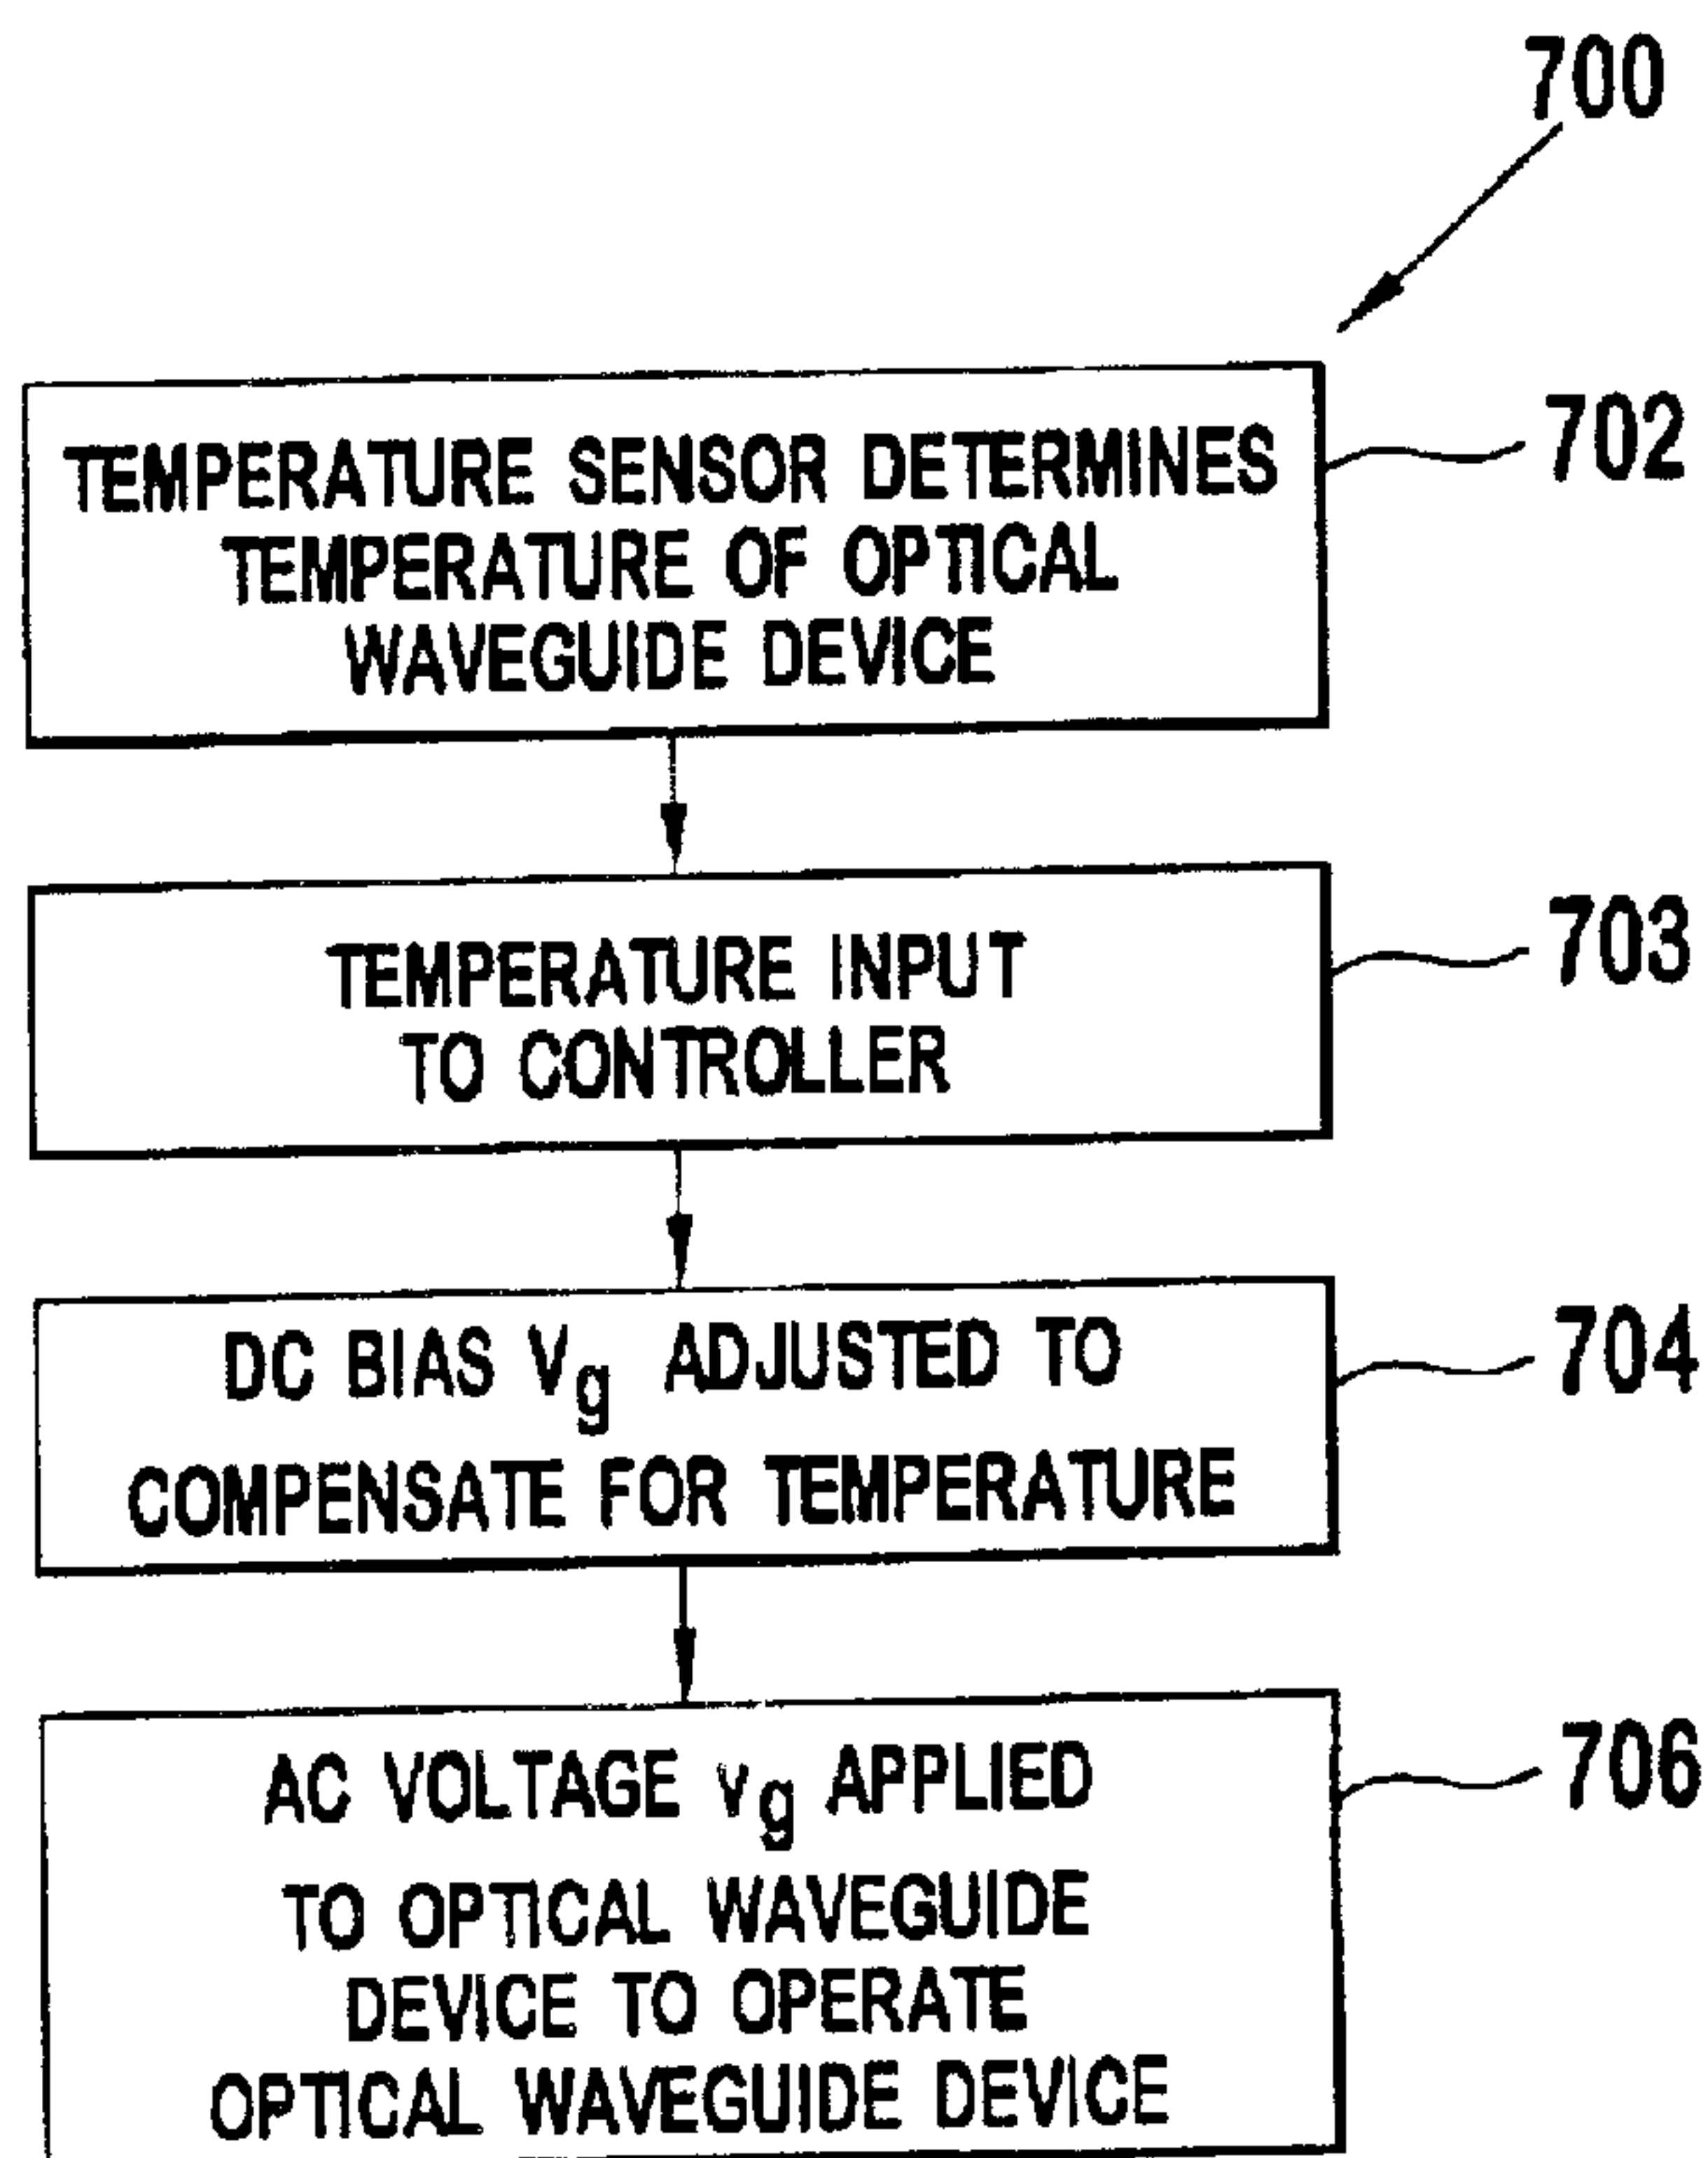 700
TEMPERATURE SENSOR DETERMINES
TEMPERATURE OF OPTICAL
WAVEGUIDE DEVICE
702
TEMPERATURE INPUT
TO CONTROLLER
703
DC BIAS Vg ADJUSTED TO
COMPENSATE FOR TEMPERATURE
704
AC VOLTAGE vg APPLIED
TO OPTICAL WAVEGUIDE
DEVICE TO OPERATE
OPTICAL WAVEGUIDE DEVICE
706